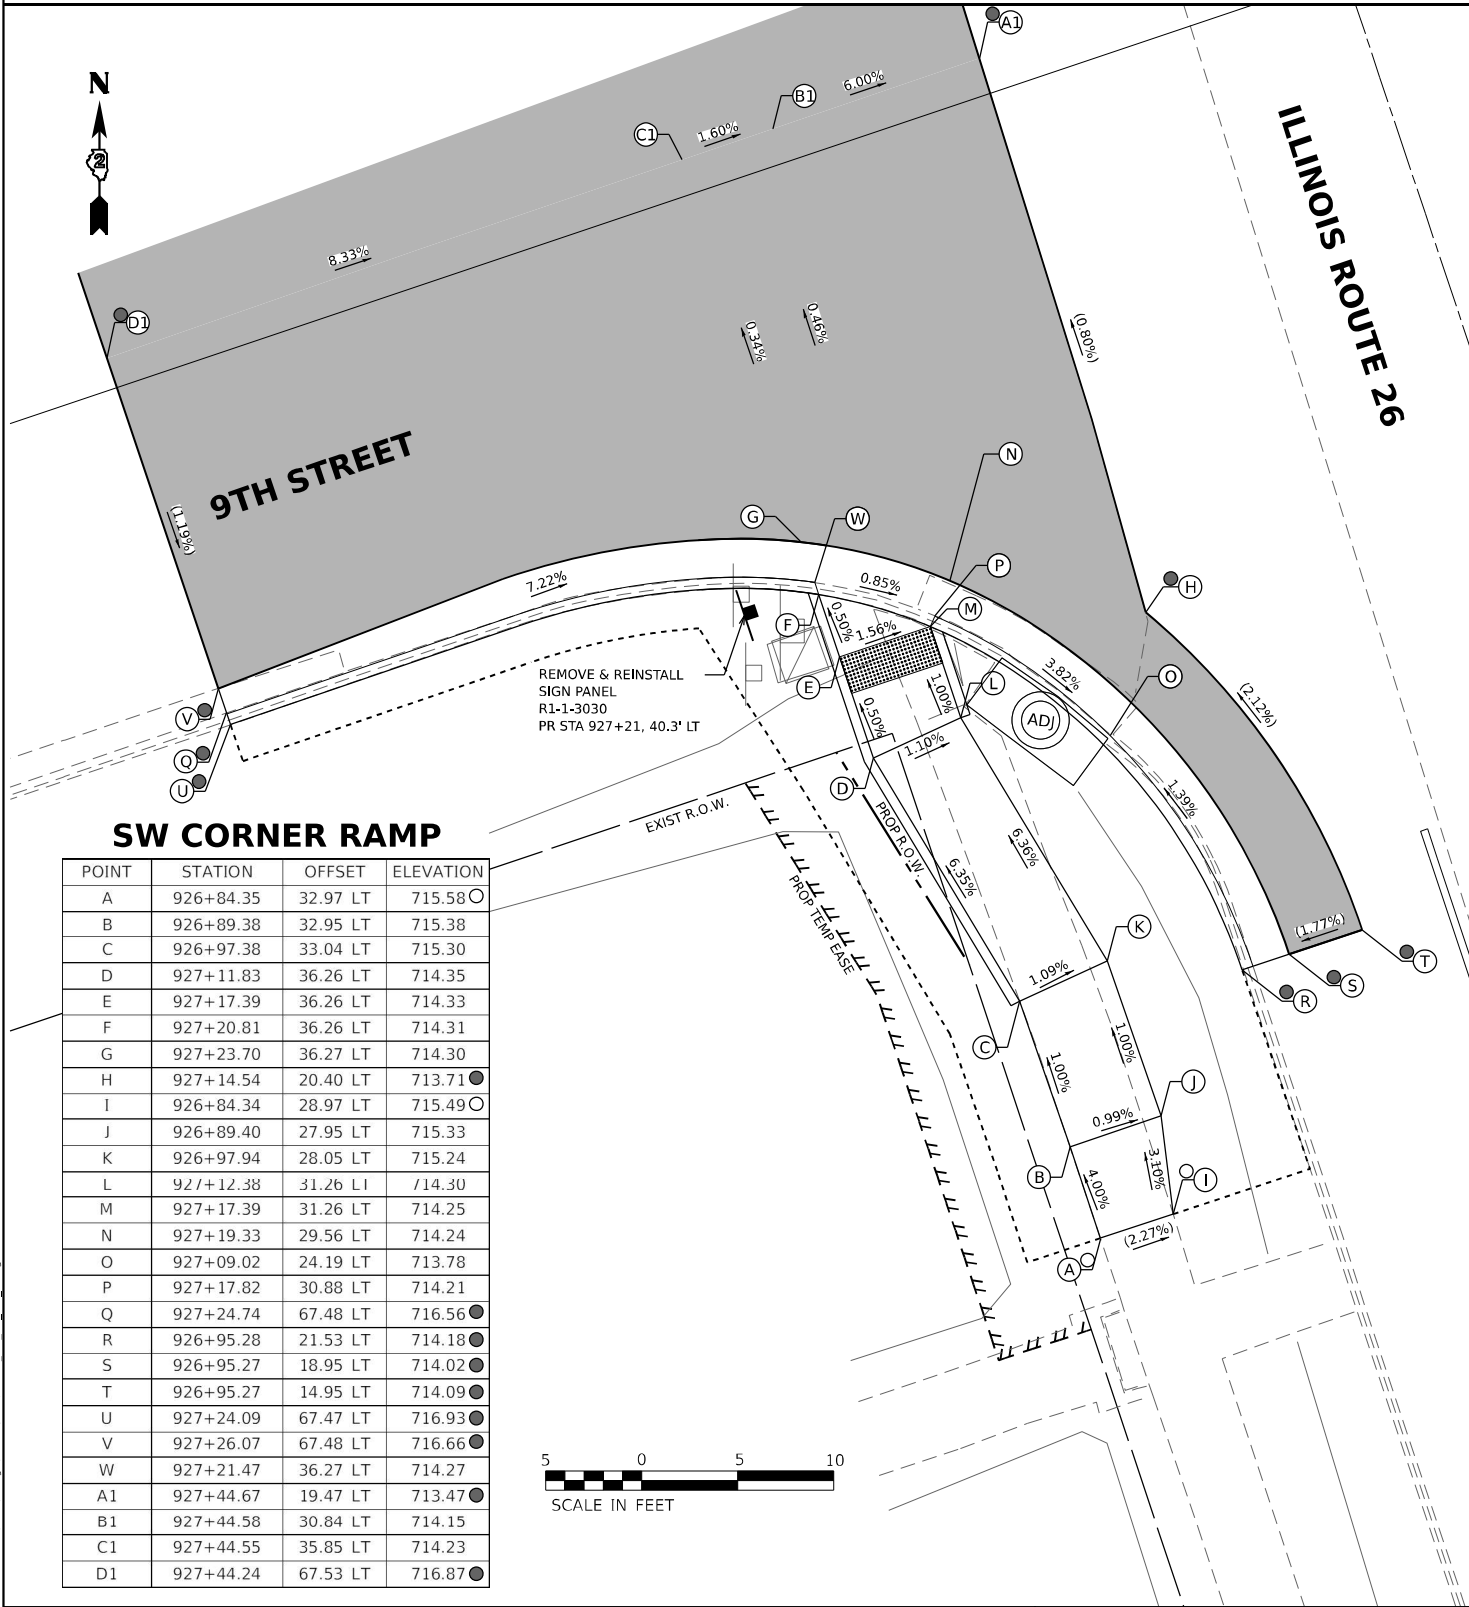 A1
N
2
B1
6.00%
C1
1.60%
ILLINOIS ROUTE 26
8.33%
D1
0.34%
0.46%
(0.80%)
9TH STREET
(1.19%)
N
G
W
7.22%
0.85%
P
H
F
0.50%
1.56%
M
REMOVE & REINSTALL
SIGN PANEL
R1-1-3030
PR STA 927+21, 40.3' LT
E
1.00%
L
3.82%
O
(2.12%)
V
0.50%
ADJ
Q
1.10%
U
D
1.39%
EXIST R.O.W.
PROP R.O.W.
6.36%
6.35%
PROP TEMP EASE
K
(1.77%)
T
1.09%
S
R
C
1.00%
1.00%
J
0.99%
B
4.00%
3.10%
I
(2.27%)
A
SW CORNER RAMP
POINT STATION OFFSET ELEVATION
A 926+84.35 32.97 LT 715.58
B 926+89.38 32.95 LT 715.38
C 926+97.38 33.04 LT 715.30
D 927+11.83 36.26 LT 714.35
E 927+17.39 36.26 LT 714.33
F 927+20.81 36.26 LT 714.31
G 927+23.70 36.27 LT 714.30
H 927+14.54 20.40 LT 713.71
I 926+84.34 28.97 LT 715.49
J 926+89.40 27.95 LT 715.33
K 926+97.94 28.05 LT 715.24
L 927+12.38 31.26 LT 714.30
M 927+17.39 31.26 LT 714.25
N 927+19.33 29.56 LT 714.24
O 927+09.02 24.19 LT 713.78
P 927+17.82 30.88 LT 714.21
Q 927+24.74 67.48 LT 716.56
R 926+95.28 21.53 LT 714.18
S 926+95.27 18.95 LT 714.02
T 926+95.27 14.95 LT 714.09
U 927+24.09 67.47 LT 716.93
V 927+26.07 67.48 LT 716.66
W 927+21.47 36.27 LT 714.27
A1 927+44.67 19.47 LT 713.47
B1 927+44.58 30.84 LT 714.15
C1 927+44.55 35.85 LT 714.23
D1 927+44.24 67.53 LT 716.87
5 0 5 10
SCALE IN FEET